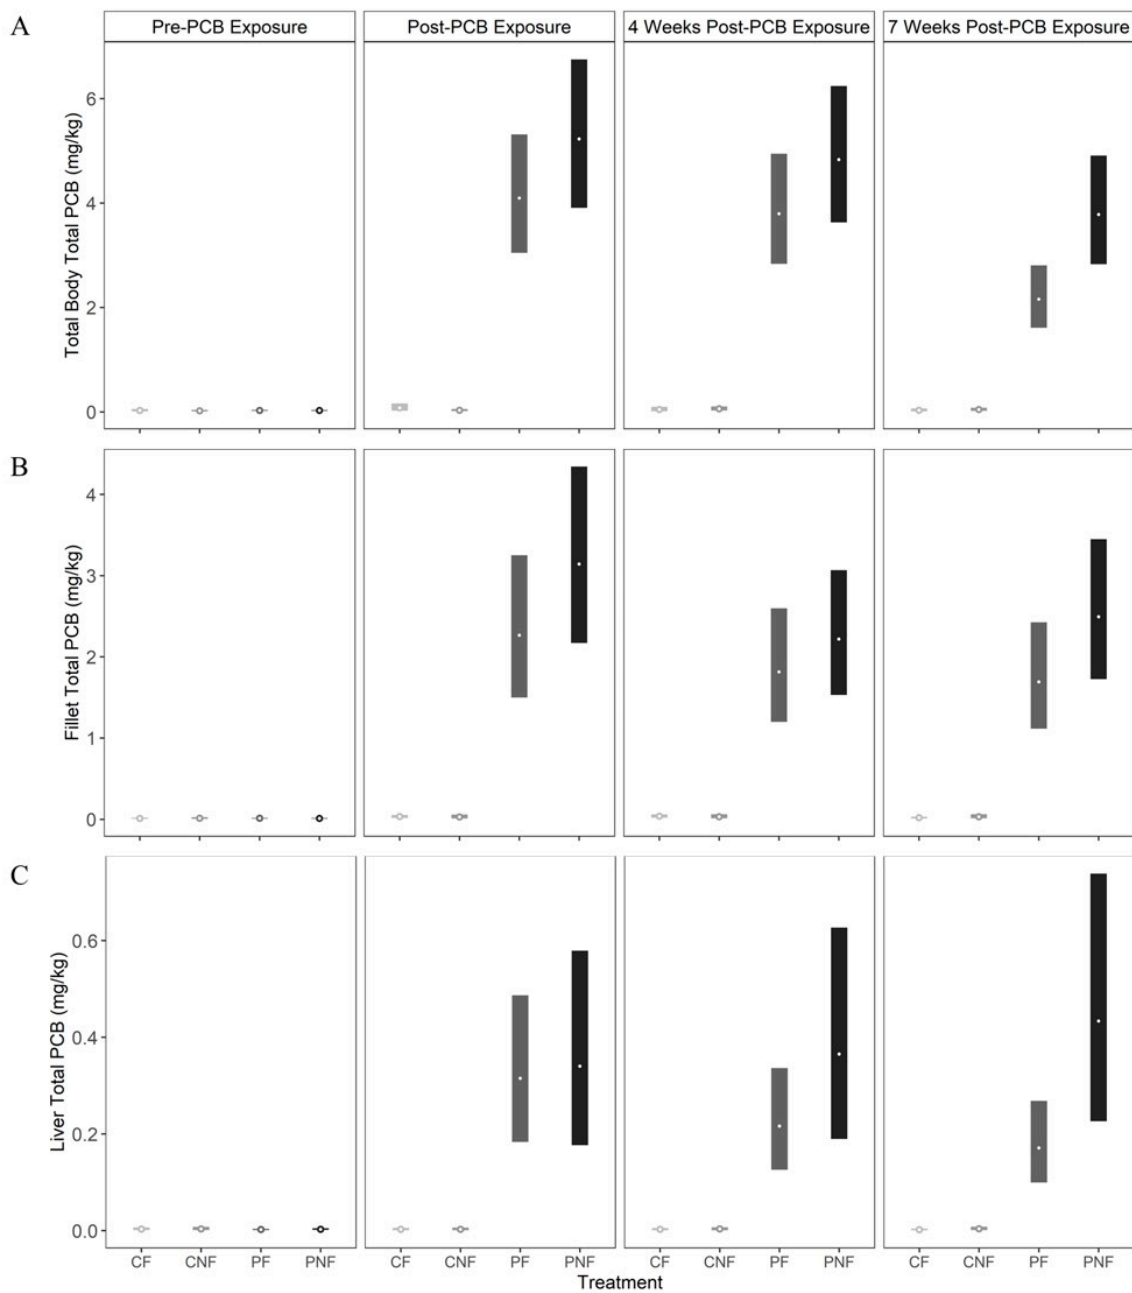 A
Pre-PCB Exposure
Post-PCB Exposure
4 Weeks Post-PCB Exposure
7 Weeks Post-PCB Exposure
Total Body Total PCB (mg/kg)
6
4
2
0
B
Fillet Total PCB (mg/kg)
4
3
2
1
0
C
Liver Total PCB (mg/kg)
0.6
0.4
0.2
0.0
CF CNF PF PNF CF CNF PF PNF CF CNF PF PNF CF CNF PF PNF
Treatment